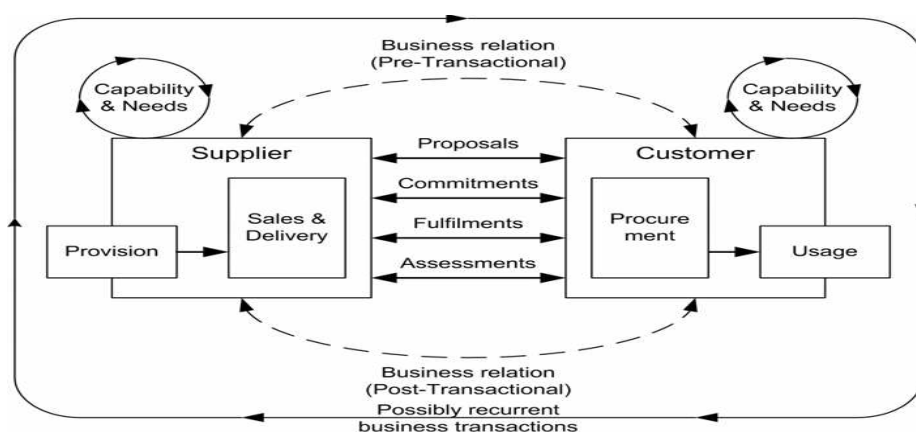 Business relation
(Pre-Transactional)
Capability
& Needs
Capability
& Needs
Supplier
Proposals
Customer
Commitments
Sales &
Delivery
Procure
ment
Fulfilments
Provision
Usage
Assessments
Business relation
(Post-Transactional)
Possibly recurrent
business transactions